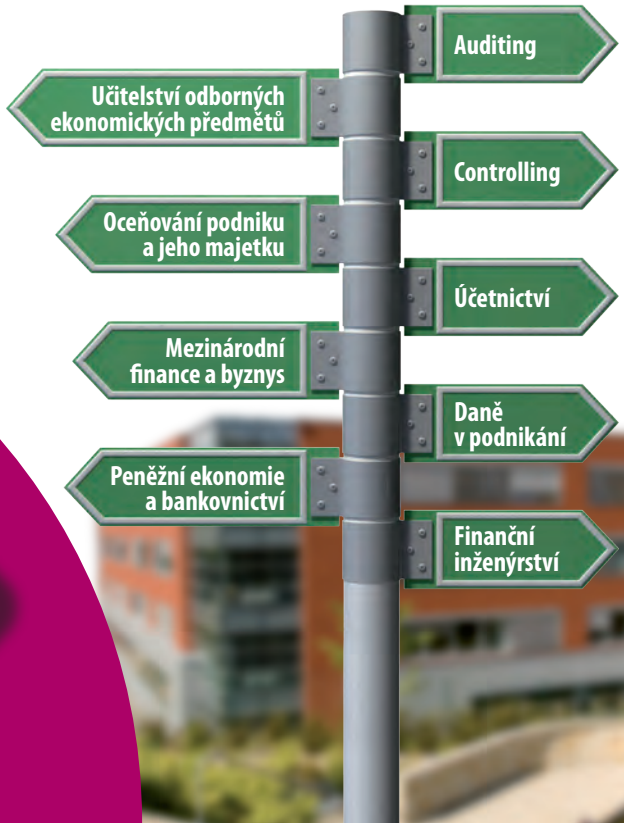 Auditing
Učitelství odborných
ekonomických předmětů
Controlling
Oceňování podniku
a jeho majetku
Účetnictví
Mezinárodní
finance a byznys
Daně
v podnikání
Peněžní ekonomie
a bankovnictví
Finanční
inženýrství